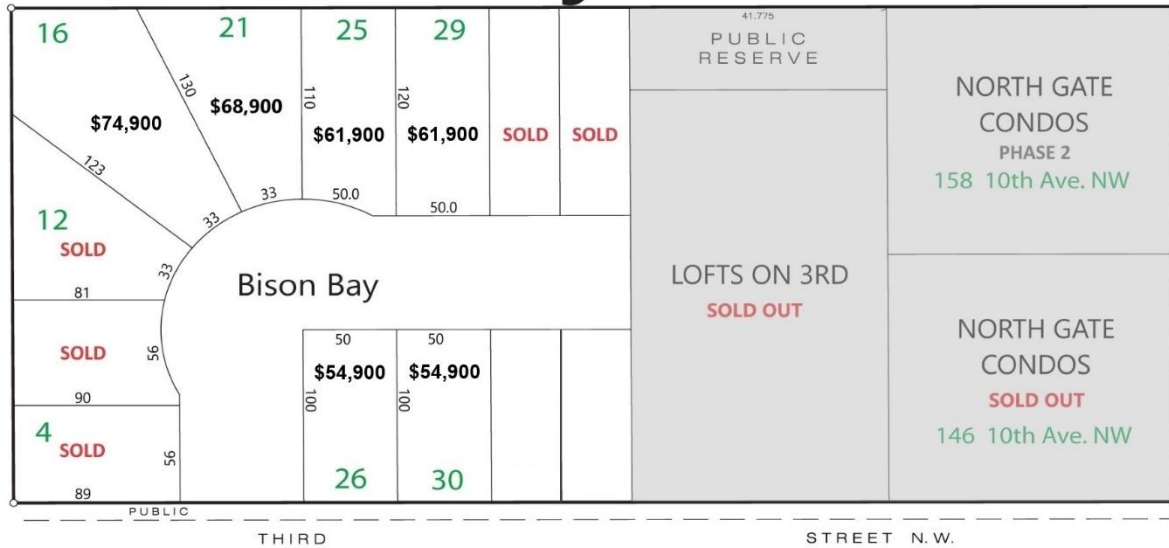 41.775
PUBLIC
RESERVE
16
21
25
29
130
110
120
$74,900
$68,900
$61,900
$61,900
SOLD
SOLD
123
33
50.0
50.0
33
33
12
SOLD
81
Bison Bay
SOLD
56
90
4
SOLD
56
89
50
50
$54,900
$54,900
100
100
26
30
LOFTS ON 3RD
SOLD OUT
NORTH GATE
CONDOS
PHASE 2
158 10th Ave. NW
NORTH GATE
CONDOS
SOLD OUT
146 10th Ave. NW
PUBLIC
THIRD STREET N.W.